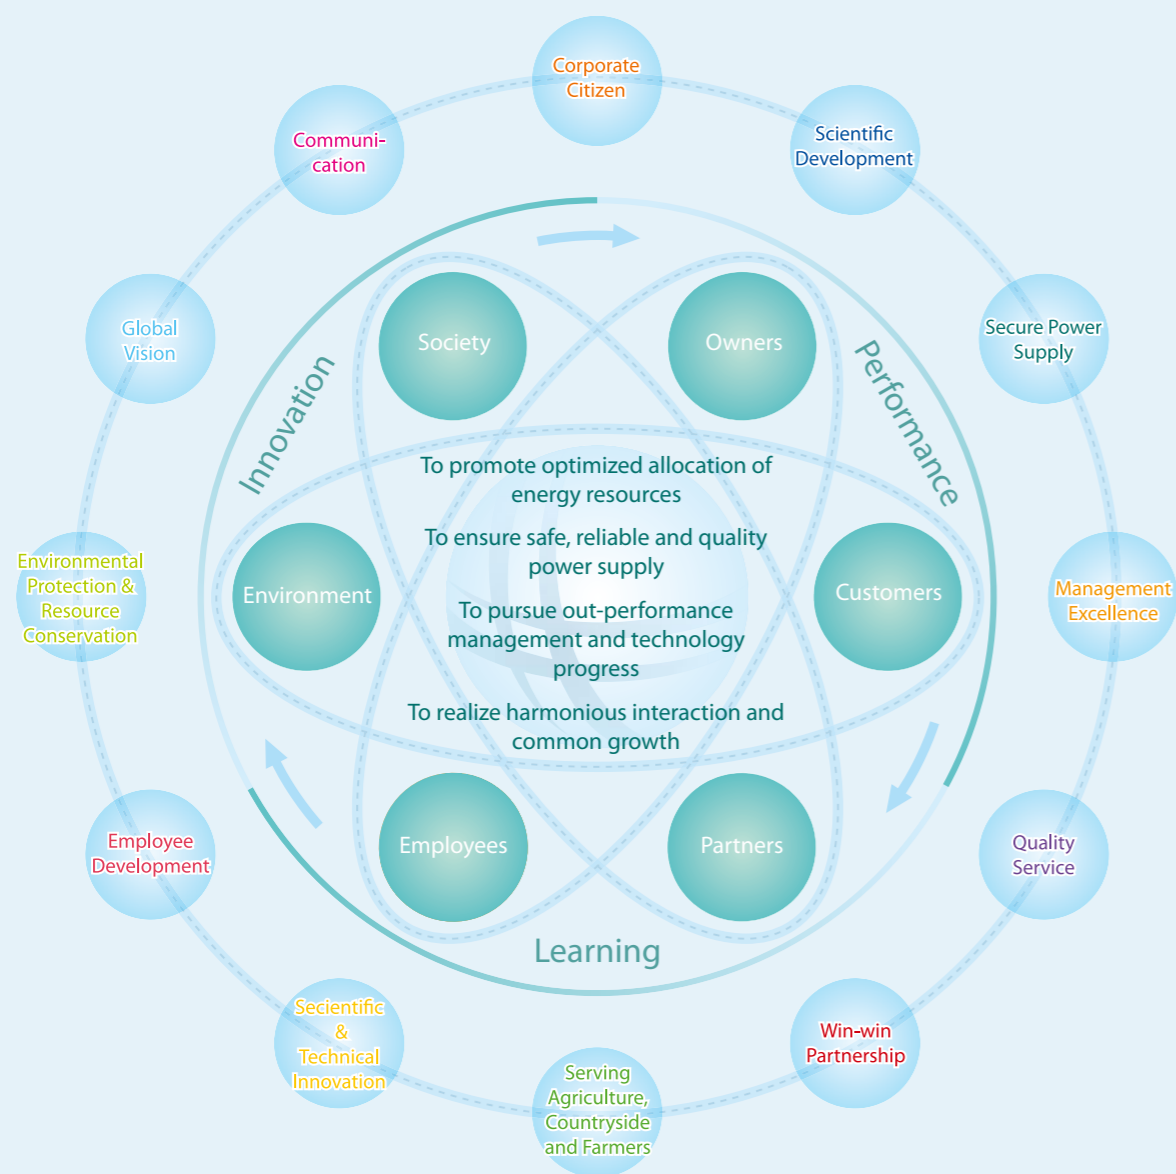 Corporate
Citizen
Communi-
cation
Scientific
Development
Global
Vision
Secure Power
Supply
Society
Owners
Innovation
Performance
To promote optimized allocation of
energy resources
To ensure safe, reliable and quality
power supply
To pursue out-performance
management and technology
progress
To realize harmonious interaction and
common growth
Environment
Customers
Environmental
Protection &
Resource
Conservation
Management
Excellence
Employees
Partners
Employee
Development
Quality
Service
Learning
Secientific
&
Technical
Innovation
Win-win
Partnership
Serving
Agriculture,
Countryside
and Farmers